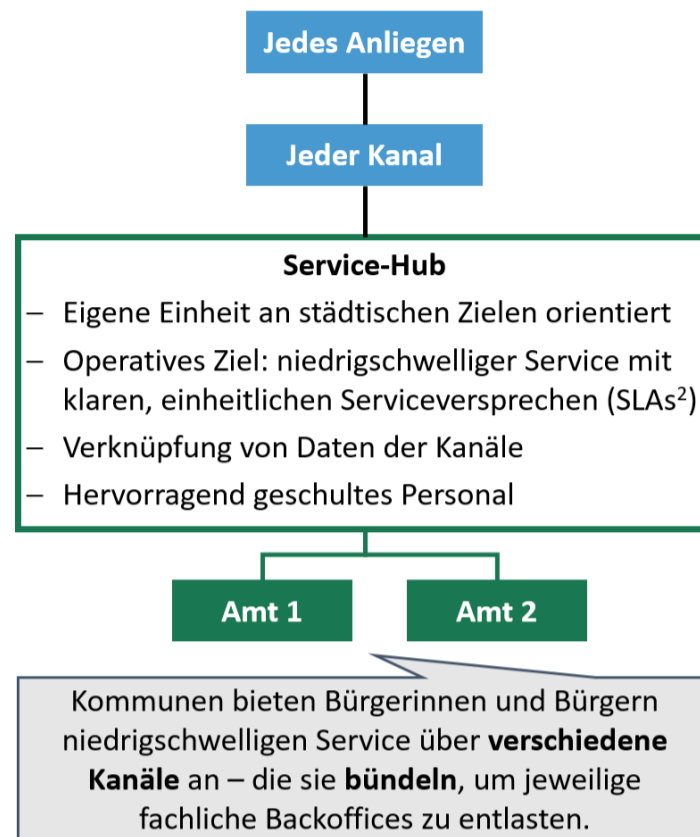 Jedes Anliegen
Jeder Kanal
Service-Hub
– Eigene Einheit an städtischen Zielen orientiert
– Operatives Ziel: niedrigschwelliger Service mit
klaren, einheitlichen Serviceversprechen (SLAs²)
– Verknüpfung von Daten der Kanäle
– Hervorragend geschultes Personal
Amt 1
Amt 2
Kommunen bieten Bürgerinnen und Bürgern
niedrigschwelligen Service über verschiedene
Kanäle an – die sie bündeln, um jeweilige
fachliche Backoffices zu entlasten.